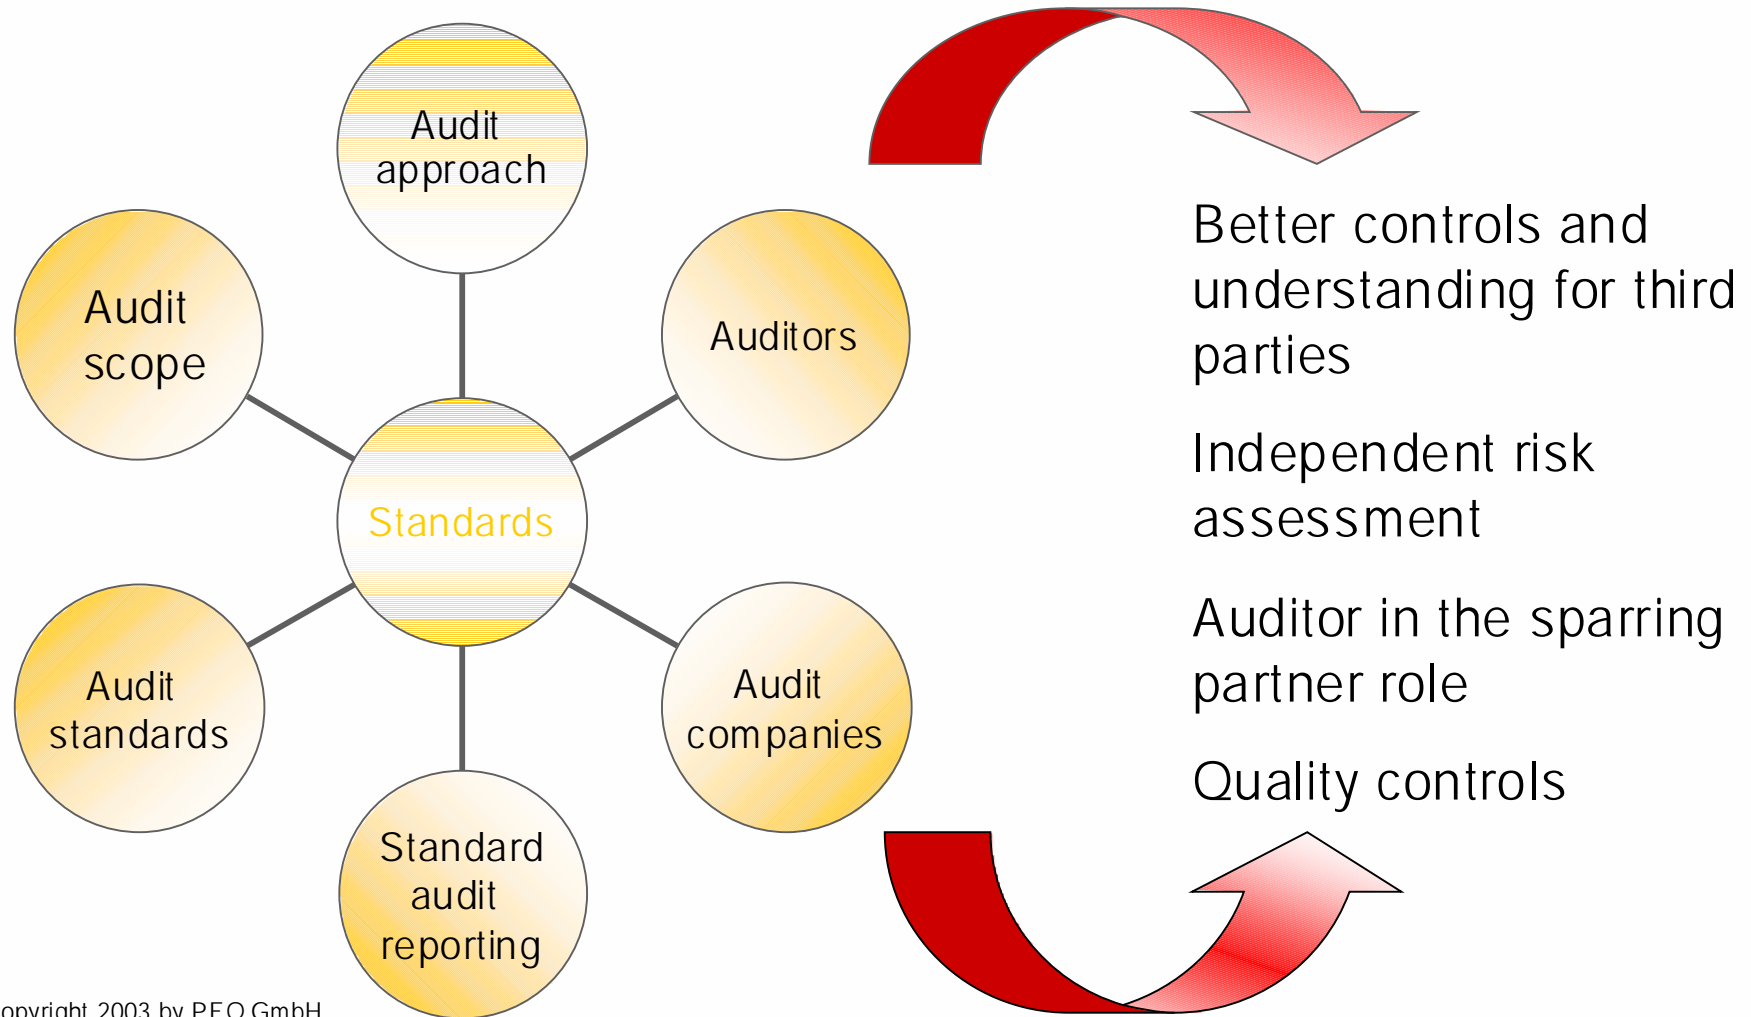 Audit
approach
Audit
scope
Auditors
Standards
Audit
standards
Audit
companies
Standard
audit
reporting
Better controls and
understanding for third
parties
Independent risk
assessment
Auditor in the sparring
partner role
Quality controls
opyright 2003 by PEO GmbH